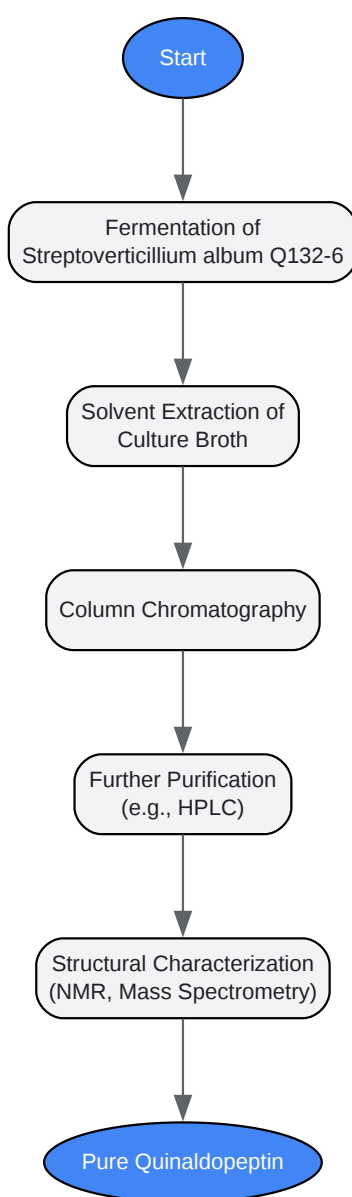 Start
Fermentation of
Streptoverticillium album Q132-6
Solvent Extraction of
Culture Broth
Column Chromatography
Further Purification
(e.g., HPLC)
Structural Characterization
(NMR, Mass Spectrometry)
Pure Quinaldopeptin